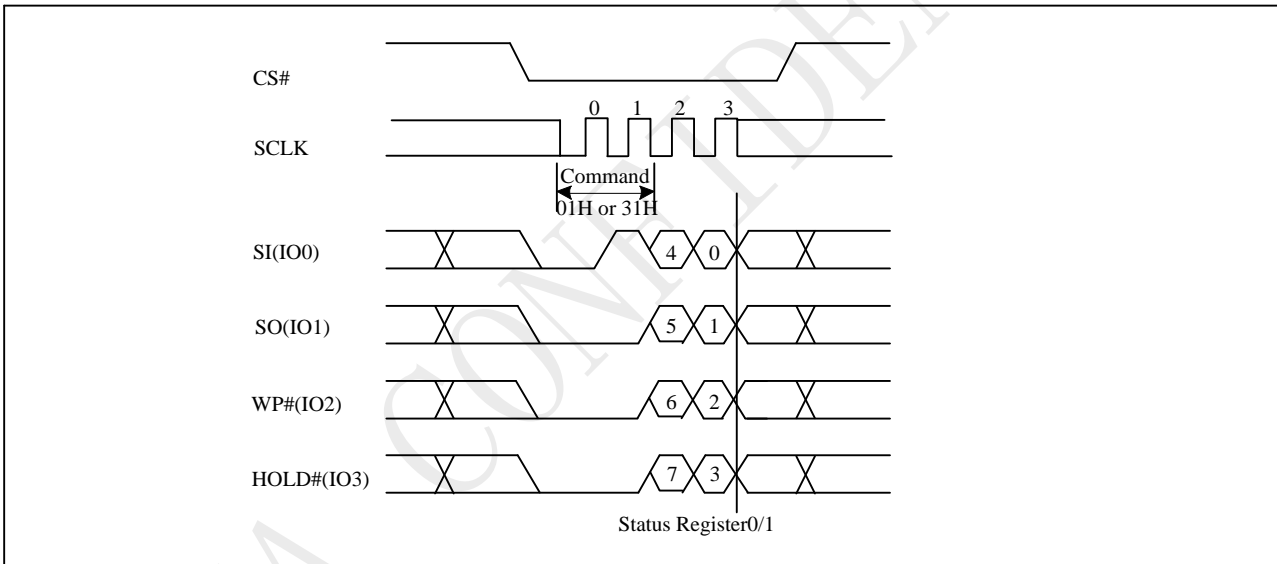 CS#
0 1 2 3
SCLK
Command
01H or 31H
SI(IO0) 4 0
SO(IO1) 5 1
WP#(IO2) 6 2
HOLD#(IO3) 7 3
Status Register0/1